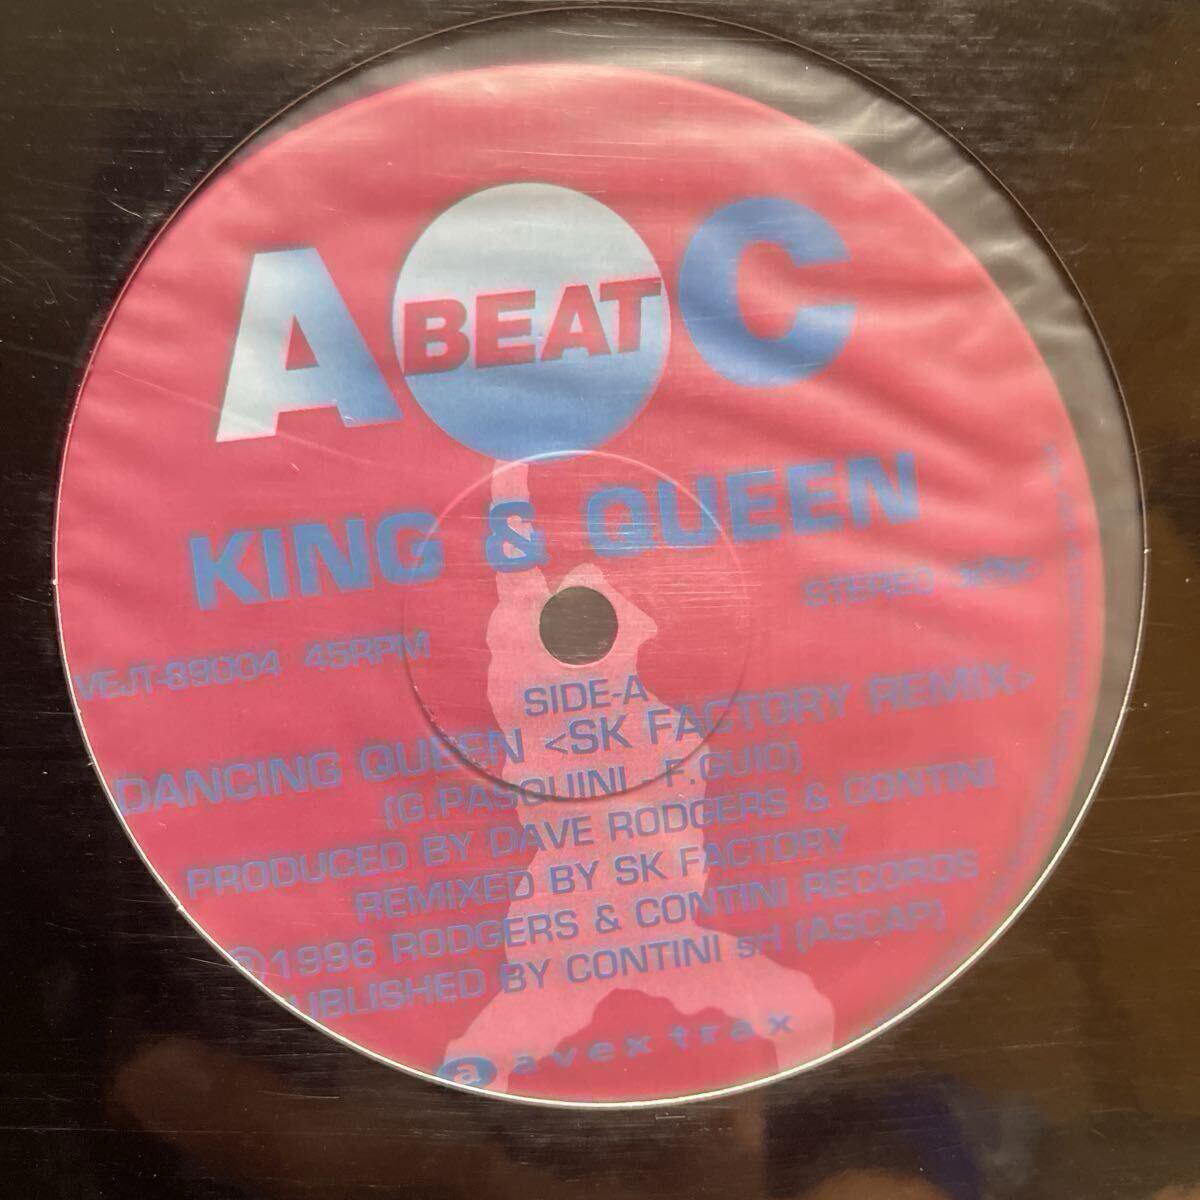 A BEAT C
KING & QUEEN
STEREO
VEJT-89004 45RPM
SIDE-A
DANCING QUEEN <SK FACTORY REMIX>
(G.PASQUINI - F.GUIO)
PRODUCED BY DAVE RODGERS & CONTINI
REMIXED BY SK FACTORY
℗1996 RODGERS & CONTINI RECORDS
PUBLISHED BY CONTINI srl (ASCAP)
a avex trax